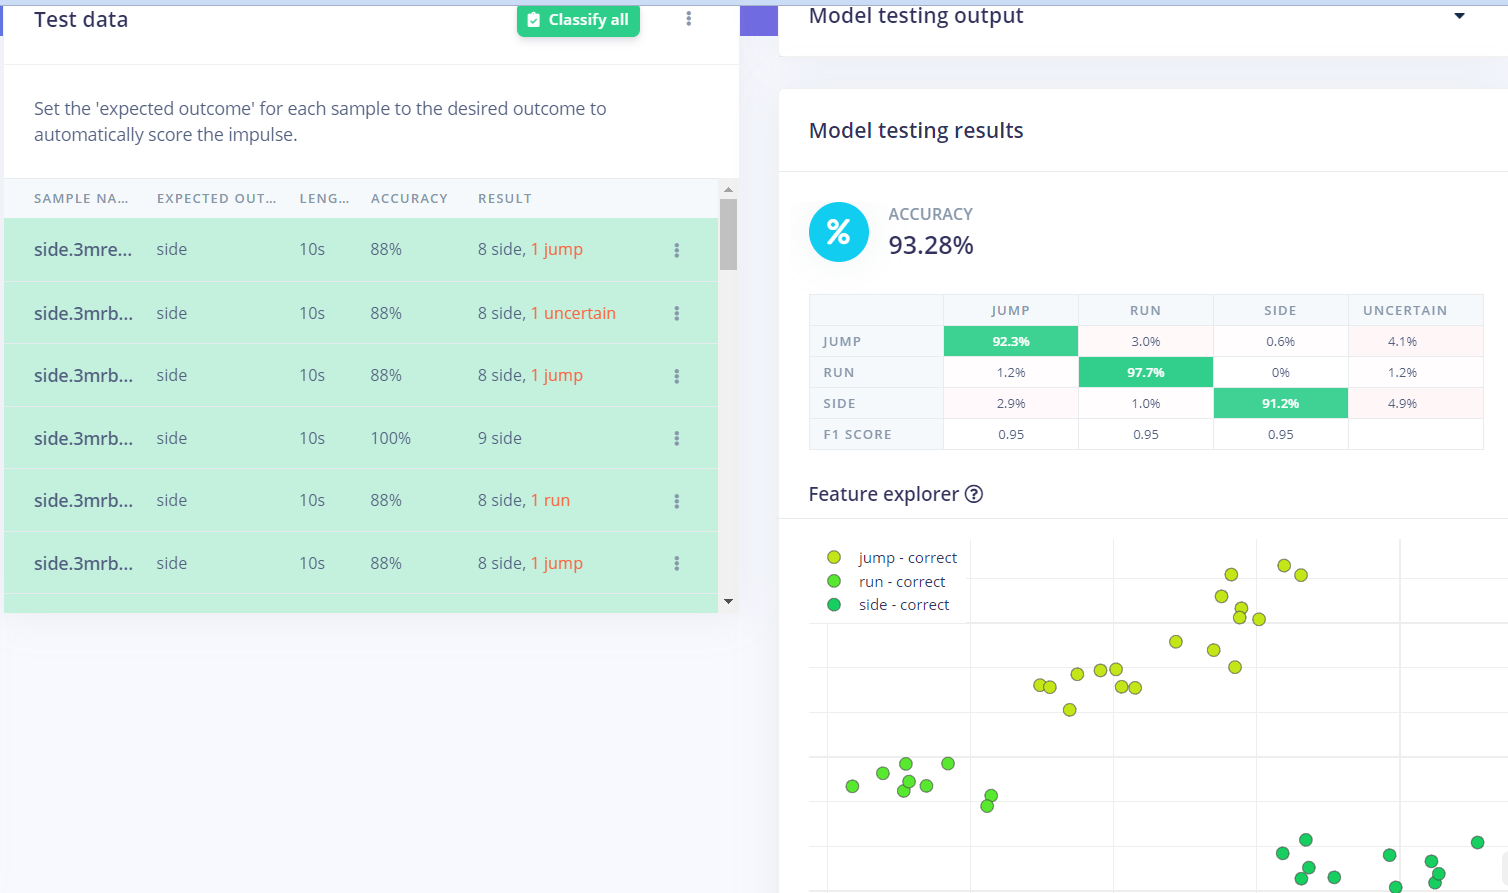 Test data
Classify all
Set the 'expected outcome' for each sample to the desired outcome to
automatically score the impulse.
SAMPLE NA... EXPECTED OUT... LENG... ACCURACY RESULT
side.3mre... side 10s 88% 8 side, 1 jump
side.3mrb... side 10s 88% 8 side, 1 uncertain
side.3mrb... side 10s 88% 8 side, 1 jump
side.3mrb... side 10s 100% 9 side
side.3mrb... side 10s 88% 8 side, 1 run
side.3mrb... side 10s 88% 8 side, 1 jump
Model testing output
Model testing results
%
ACCURACY
93.28%
JUMP RUN SIDE UNCERTAIN
JUMP 92.3% 3.0% 0.6% 4.1%
RUN 1.2% 97.7% 0% 1.2%
SIDE 2.9% 1.0% 91.2% 4.9%
F1 SCORE 0.95 0.95 0.95
Feature explorer ?
jump - correct
run - correct
side - correct